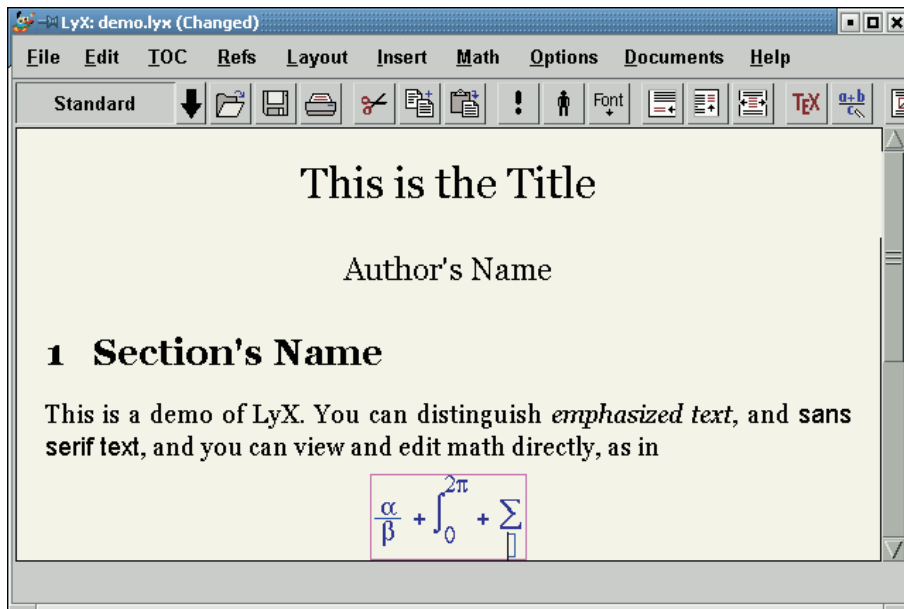 LyX: demo.lyx (Changed)
File Edit TOC Refs Layout Insert Math Options Documents Help
Standard Font TEX a+b c
This is the Title
Author's Name
1 Section's Name
This is a demo of LyX. You can distinguish emphasized text, and sans
serif text, and you can view and edit math directly, as in
α/β + ∫₀²π + ∑